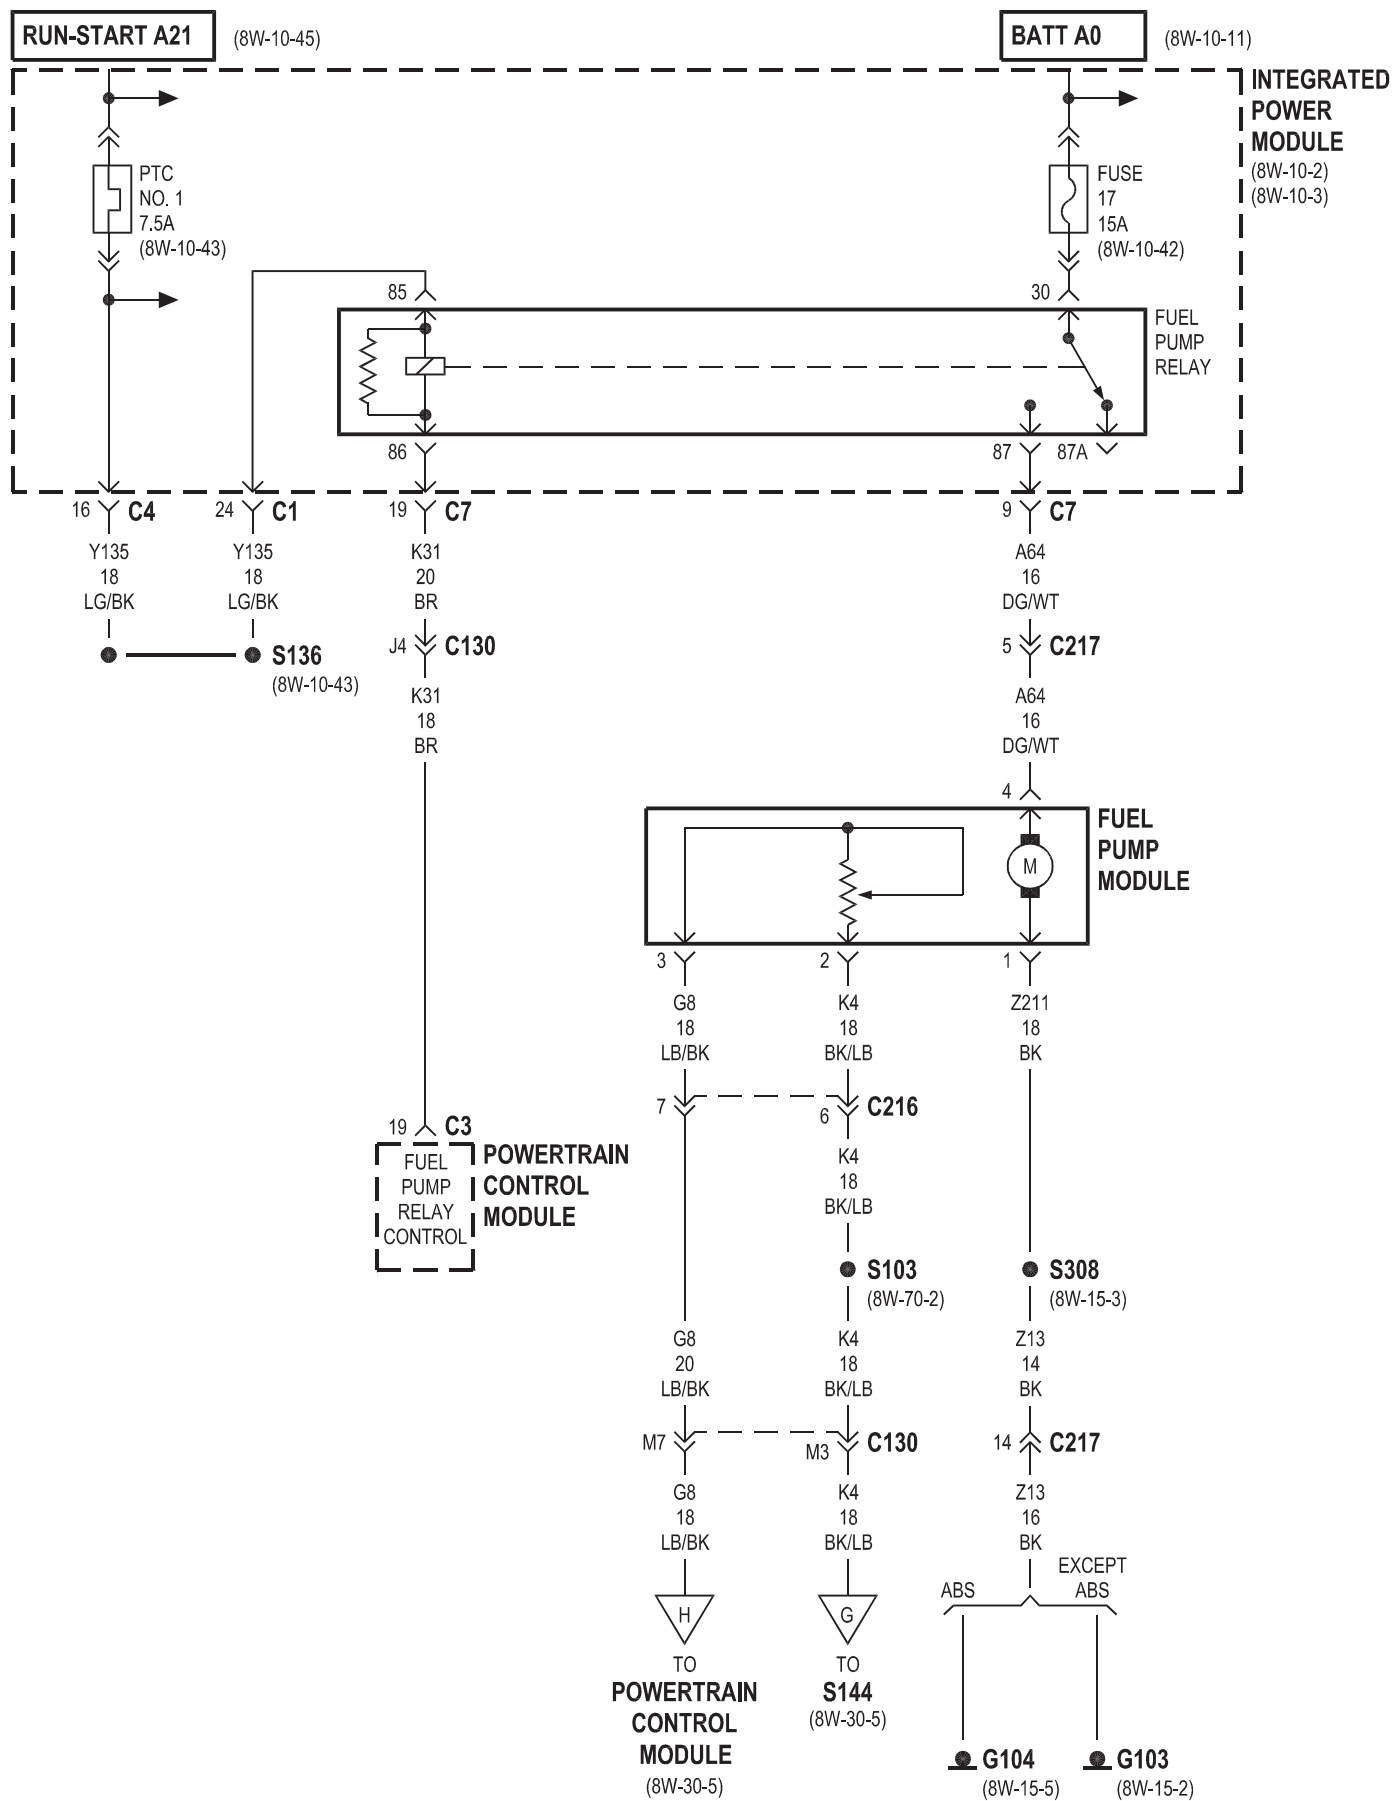 RUN-START A21
(8W-10-45)
BATT A0
(8W-10-11)
INTEGRATED
POWER
MODULE
(8W-10-2)
(8W-10-3)
PTC
NO. 1
7.5A
(8W-10-43)
FUSE
17
15A
(8W-10-42)
85
30
FUEL
PUMP
RELAY
86
87
87A
16
C4
24
C1
19
C7
9
C7
Y135
18
LG/BK
Y135
18
LG/BK
K31
20
BR
A64
16
DG/WT
S136
(8W-10-43)
J4
C130
5
C217
K31
18
BR
A64
16
DG/WT
4
FUEL
PUMP
MODULE
M
3
2
1
G8
18
LB/BK
K4
18
BK/LB
Z211
18
BK
7
6
C216
19
C3
FUEL
PUMP
RELAY
CONTROL
POWERTRAIN
CONTROL
MODULE
K4
18
BK/LB
S103
(8W-70-2)
S308
(8W-15-3)
G8
20
LB/BK
K4
18
BK/LB
Z13
14
BK
M7
M3
C130
14
C217
G8
18
LB/BK
K4
18
BK/LB
Z13
16
BK
ABS
EXCEPT
ABS
H
G
TO
POWERTRAIN
CONTROL
MODULE
(8W-30-5)
TO
S144
(8W-30-5)
G104
(8W-15-5)
G103
(8W-15-2)